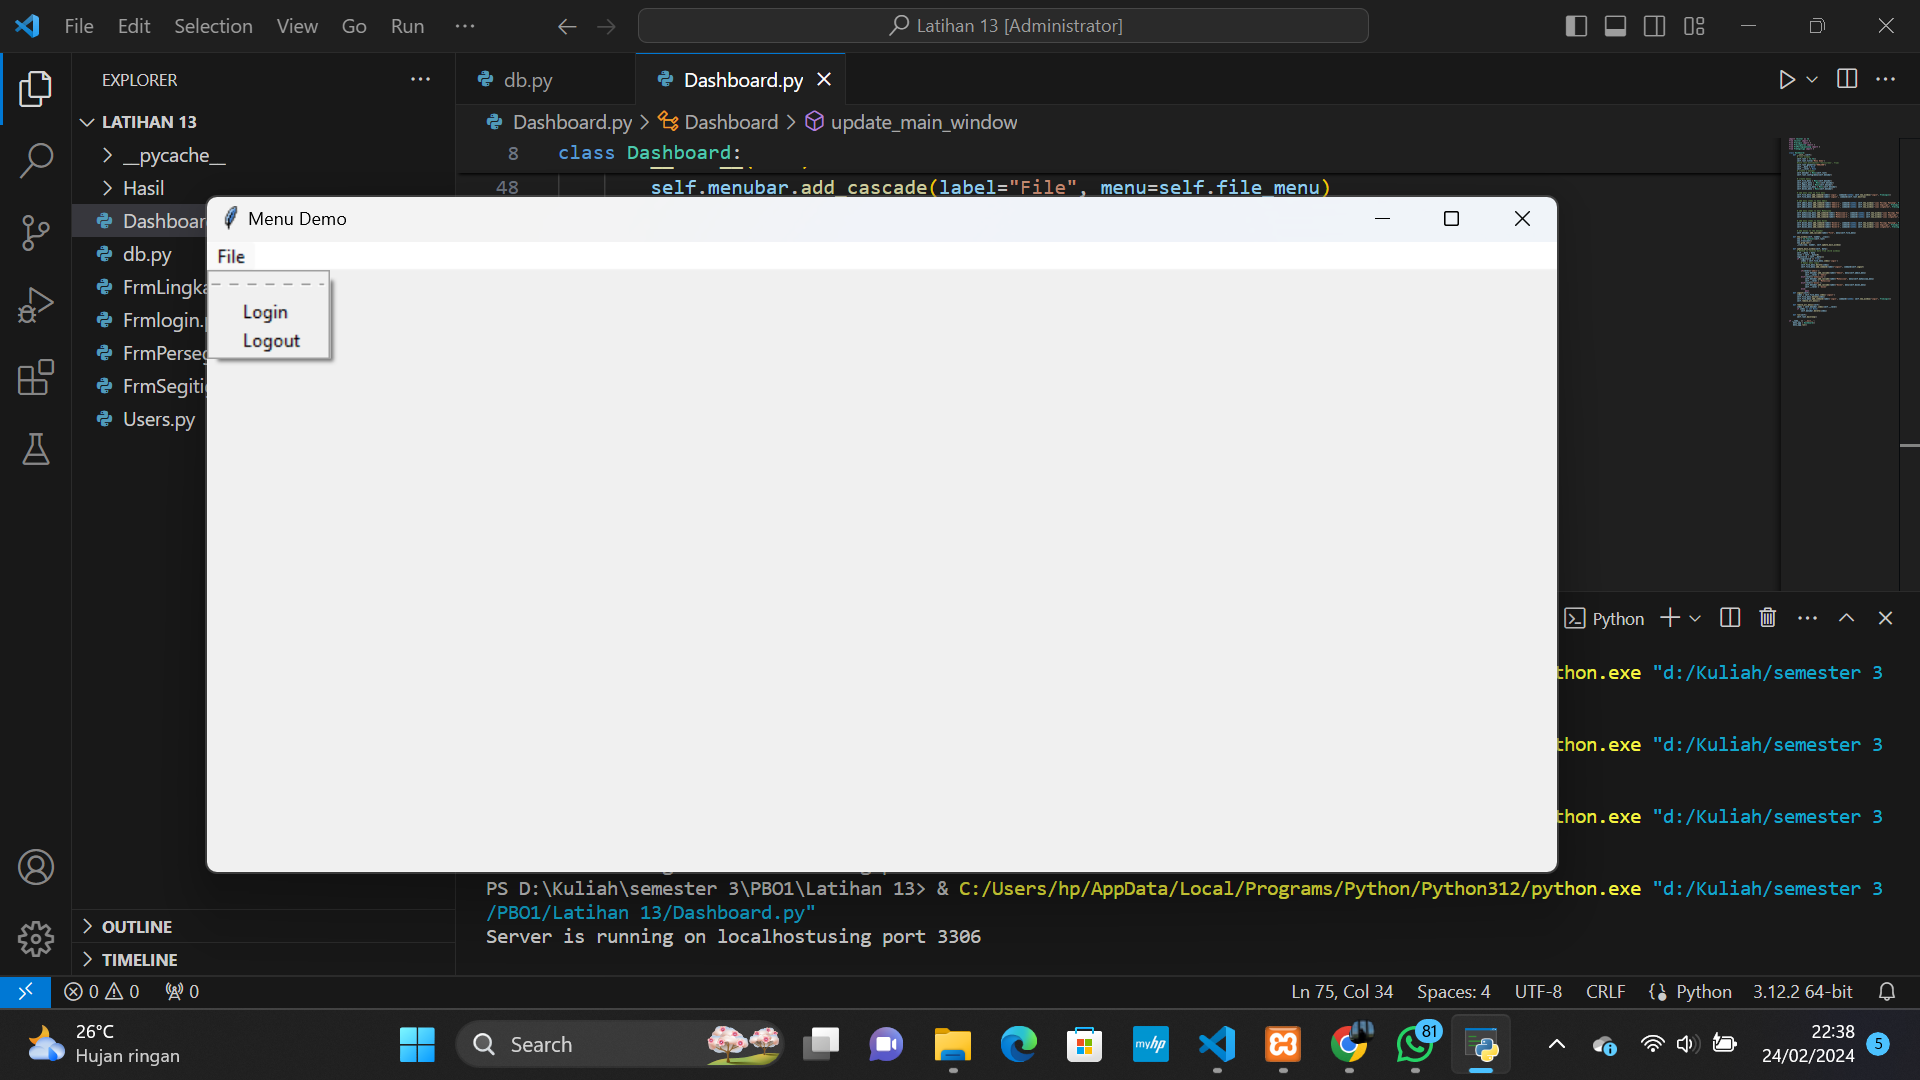 File Edit Selection View Go Run ··· Latihan 13 [Administrator]
EXPLORER
db.py
Dashboard.py
LATIHAN 13
Dashboard.py > Dashboard > update_main_window
__pycache__
8 class Dashboard:
Hasil
48 self.menubar.add_cascade(label="File", menu=self.file_menu)
Dashboar
Menu Demo
File
db.py
FrmLingka
Login
Frmlogin.
Logout
FrmPerseg
FrmSegitig
Users.py
Python
thon.exe "d:/Kuliah/semester 3
thon.exe "d:/Kuliah/semester 3
thon.exe "d:/Kuliah/semester 3
PS D:\Kuliah\semester 3\PBO1\Latihan 13> & C:/Users/hp/AppData/Local/Programs/Python/Python312/python.exe "d:/Kuliah/semester 3
/PBO1/Latihan 13/Dashboard.py"
Server is running on localhostusing port 3306
OUTLINE
TIMELINE
0 0 0 Ln 75, Col 34 Spaces: 4 UTF-8 CRLF Python 3.12.2 64-bit
26°C
Hujan ringan
Search
myhp
81
22:38
24/02/2024
5